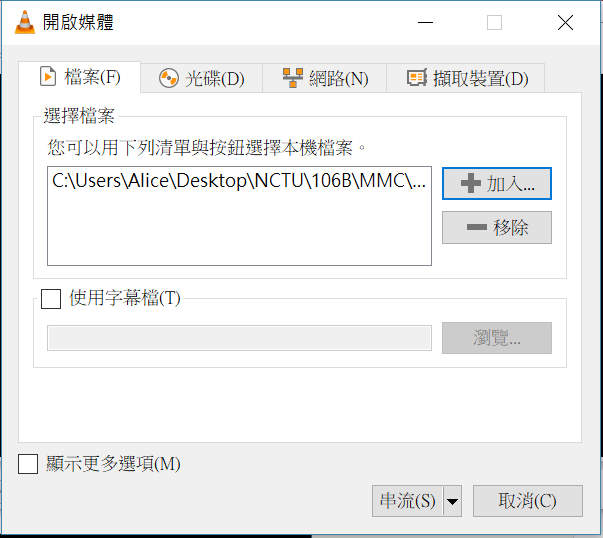 開啟媒體
檔案(F)
光碟(D)
網路(N)
擷取裝置(D)
選擇檔案
您可以用下列清單與按鈕選擇本機檔案。
C:\Users\Alice\Desktop\NCTU\106B\MMC\...
加入...
移除
使用字幕檔(T)
瀏覽...
顯示更多選項(M)
串流(S)
取消(C)